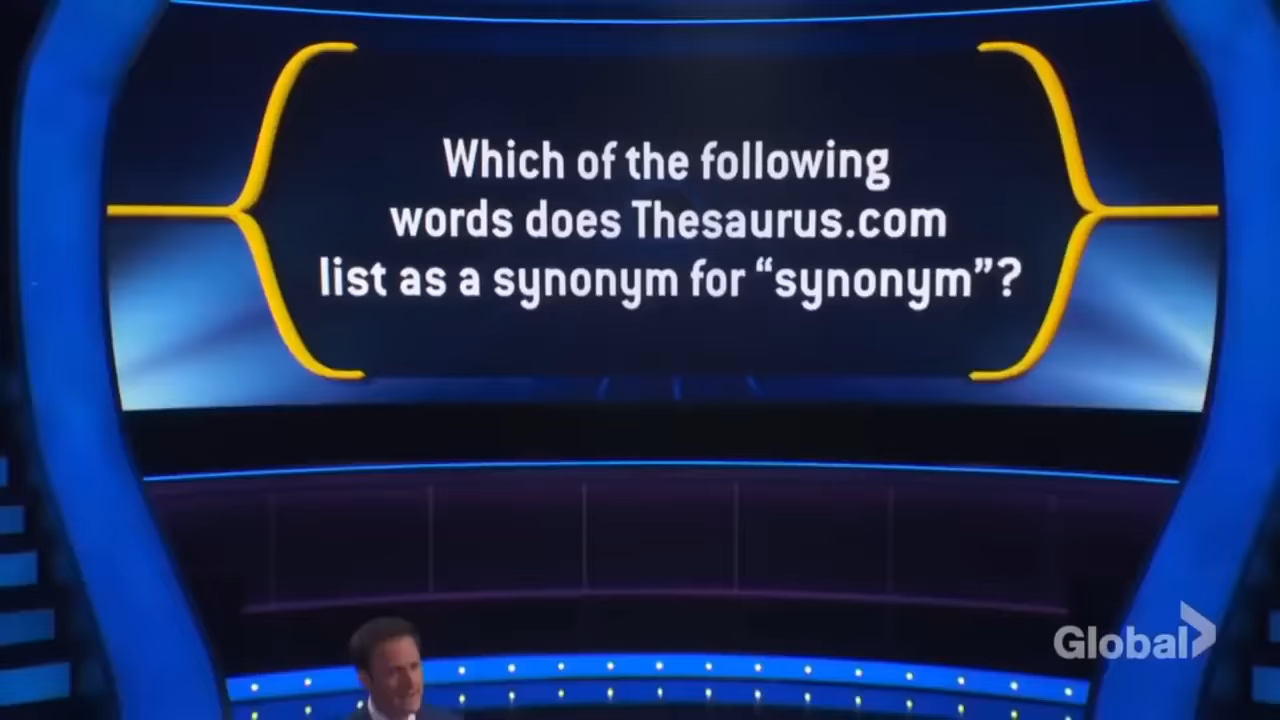 Which of the following
words does Thesaurus.com
list as a synonym for “synonym”?
Global